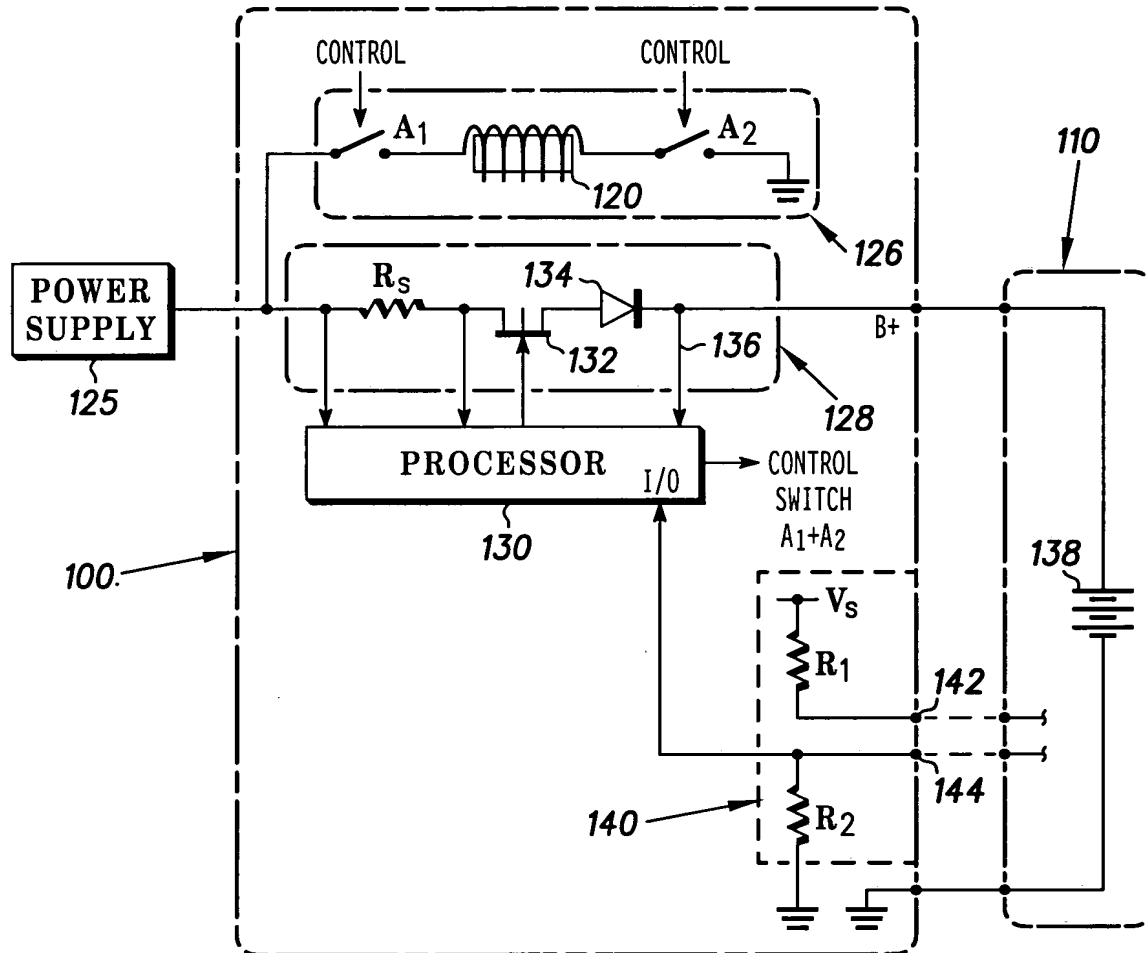 CONTROL CONTROL
A1 A2
120
110
126
POWER
SUPPLY
125
RS
134
132
136
B+
128
PROCESSOR
I/O
130
CONTROL
SWITCH
A1+A2
100.
138
VS
R1
142
144
140
R2